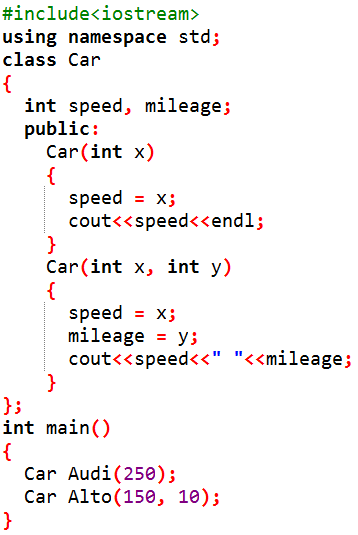 #include<iostream>
using namespace std;
class Car
{
  int speed, mileage;
  public:
    Car(int x)
    {
      speed = x;
      cout<<speed<<endl;
    }
    Car(int x, int y)
    {
      speed = x;
      mileage = y;
      cout<<speed<<" "<<mileage;
    }
};
int main()
{
  Car Audi(250);
  Car Alto(150, 10);
}